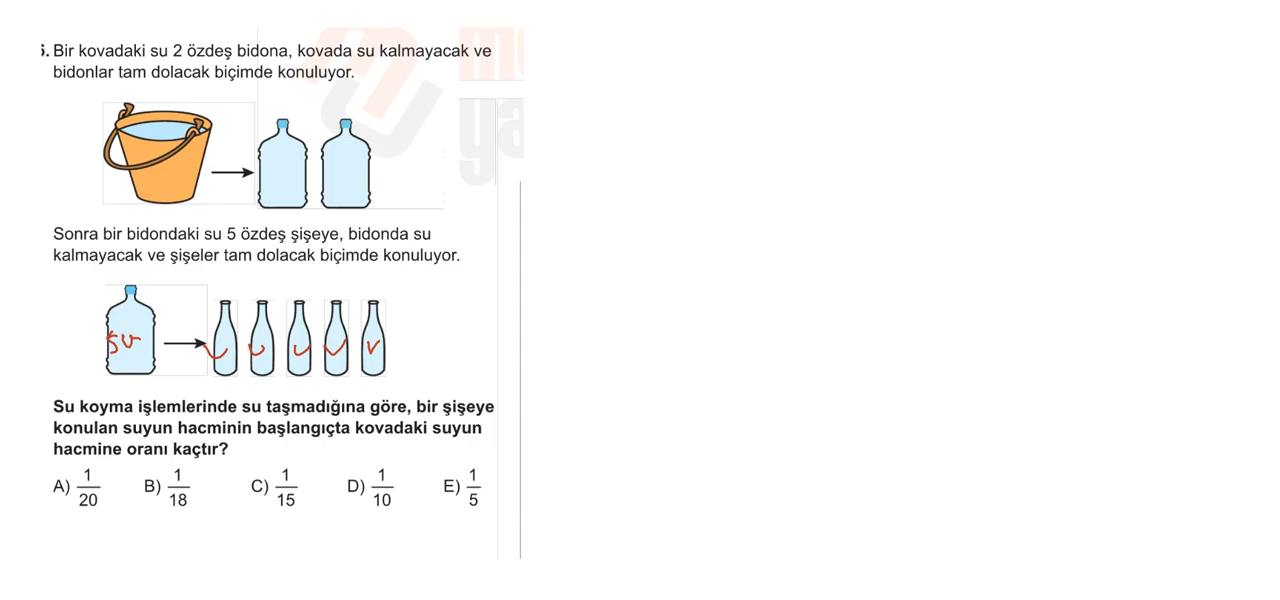 5. Bir kovadaki su 2 özdeş bidona, kovada su kalmayacak ve
bidonlar tam dolacak biçimde konuluyor.
Sonra bir bidondaki su 5 özdeş şişeye, bidonda su
kalmayacak ve şişeler tam dolacak biçimde konuluyor.
su
Su koyma işlemlerinde su taşmadığına göre, bir şişeye
konulan suyun hacminin başlangıçta kovadaki suyun
hacmine oranı kaçtır?
A) 1/20 B) 1/18 C) 1/15 D) 1/10 E) 1/5